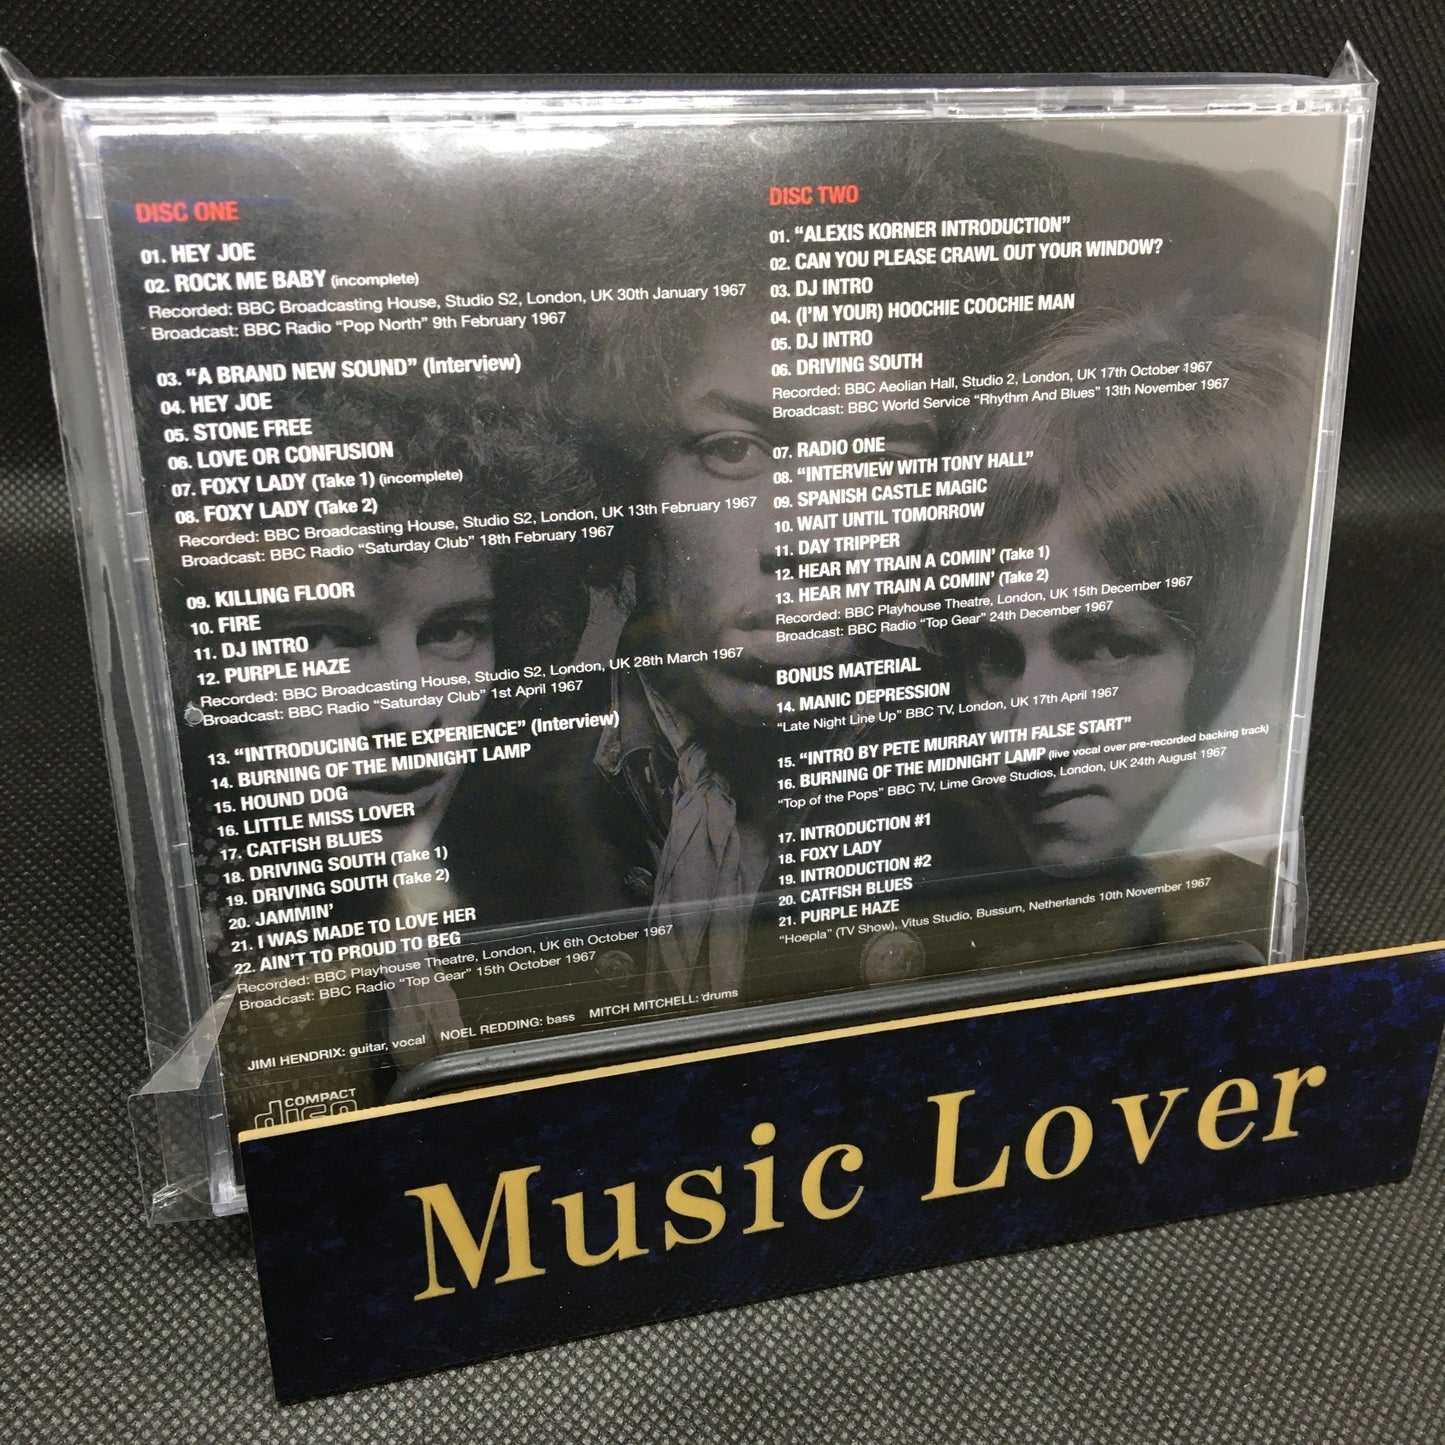 DISC ONE
01. HEY JOE
02. ROCK ME BABY (incomplete)
Recorded: BBC Broadcasting House, Studio S2, London, UK 30th January 1967
Broadcast: BBC Radio “Pop North” 9th February 1967
03. “A BRAND NEW SOUND” (Interview)
04. HEY JOE
05. STONE FREE
06. LOVE OR CONFUSION
07. FOXY LADY (Take 1) (incomplete)
08. FOXY LADY (Take 2)
Recorded: BBC Broadcasting House, Studio S2, London, UK 13th February 1967
Broadcast: BBC Radio “Saturday Club” 18th February 1967
09. KILLING FLOOR
10. FIRE
11. DJ INTRO
12. PURPLE HAZE
Recorded: BBC Broadcasting House, Studio S2, London, UK 28th March 1967
Broadcast: BBC Radio “Saturday Club” 1st April 1967
13. “INTRODUCING THE EXPERIENCE” (Interview)
14. BURNING OF THE MIDNIGHT LAMP
15. HOUND DOG
16. LITTLE MISS LOVER
17. CATFISH BLUES
18. DRIVING SOUTH (Take 1)
19. DRIVING SOUTH (Take 2)
20. JAMMIN’
21. I WAS MADE TO LOVE HER
22. AIN’T TO PROUD TO BEG
Recorded: BBC Playhouse Theatre, London, UK 6th October 1967
Broadcast: BBC Radio “Top Gear” 15th October 1967
DISC TWO
01. “ALEXIS KORNER INTRODUCTION”
02. CAN YOU PLEASE CRAWL OUT YOUR WINDOW?
03. DJ INTRO
04. (I’M YOUR) HOOCHIE COOCHIE MAN
05. DJ INTRO
06. DRIVING SOUTH
Recorded: BBC Aeolian Hall, Studio 2, London, UK 17th October 1967
Broadcast: BBC World Service “Rhythm And Blues” 13th November 1967
07. RADIO ONE
08. “INTERVIEW WITH TONY HALL”
09. SPANISH CASTLE MAGIC
10. WAIT UNTIL TOMORROW
11. DAY TRIPPER
12. HEAR MY TRAIN A COMIN’ (Take 1)
13. HEAR MY TRAIN A COMIN’ (Take 2)
Recorded: BBC Playhouse Theatre, London, UK 15th December 1967
Broadcast: BBC Radio “Top Gear” 24th December 1967
BONUS MATERIAL
14. MANIC DEPRESSION
“Late Night Line Up” BBC TV, London, UK 17th April 1967
15. “INTRO BY PETE MURRAY WITH FALSE START”
16. BURNING OF THE MIDNIGHT LAMP (live vocal over pre-recorded backing track)
“Top of the Pops” BBC TV, Lime Grove Studios, London, UK 24th August 1967
17. INTRODUCTION #1
18. FOXY LADY
19. INTRODUCTION #2
20. CATFISH BLUES
21. PURPLE HAZE
“Hoepla” (TV Show), Vitus Studio, Bussum, Netherlands 10th November 1967
JIMI HENDRIX: guitar, vocal NOEL REDDING: bass MITCH MITCHELL: drums
COMPACT
disc
Music Lover